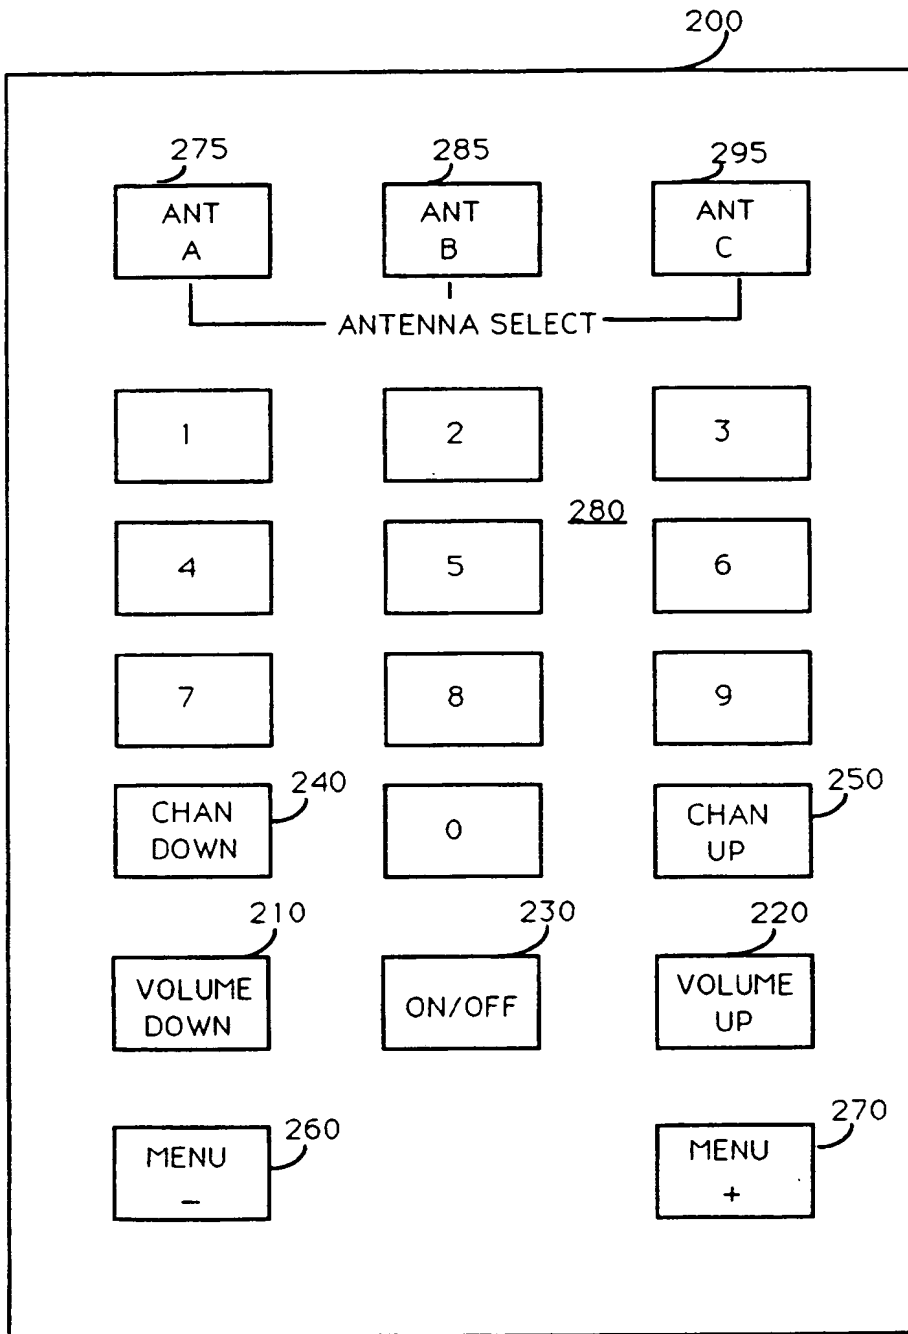 200
275 285 295
ANT ANT ANT
A B C
ANTENNA SELECT
1 2 3
280
4 5 6
7 8 9
240 250
CHAN CHAN
DOWN 0 UP
210 230 220
VOLUME ON/OFF VOLUME
DOWN UP
260 270
MENU MENU
- +